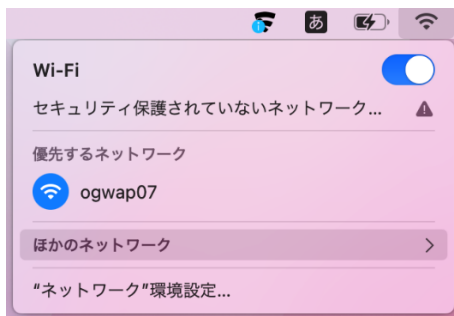 あ
Wi-Fi
セキュリティ保護されていないネットワーク...
優先するネットワーク
ogwap07
ほかのネットワーク
“ネットワーク”環境設定...